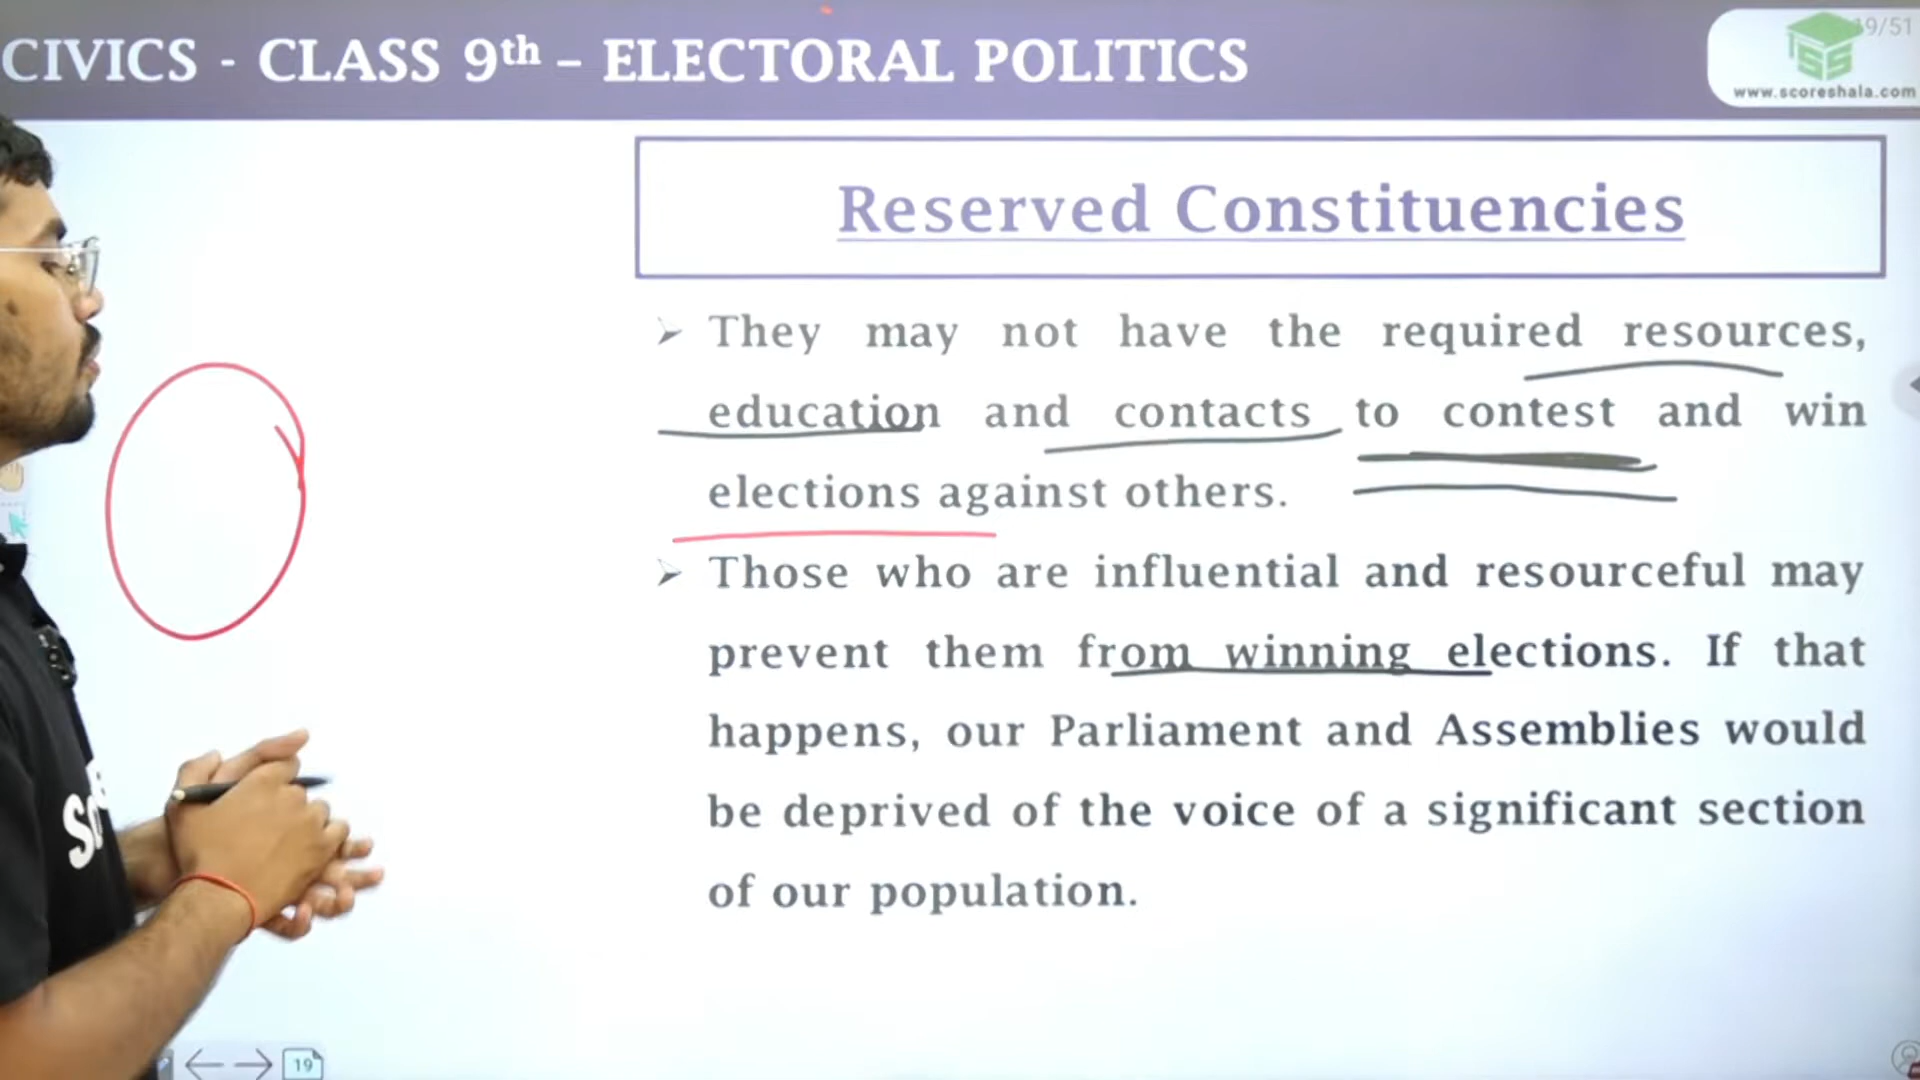 CIVICS - CLASS 9th – ELECTORAL POLITICS
19/51
SS
www.scoreshala.com
Reserved Constituencies
They may not have the required resources,
education and contacts to contest and win
elections against others.
Those who are influential and resourceful may
prevent them from winning elections. If that
happens, our Parliament and Assemblies would
be deprived of the voice of a significant section
of our population.
19